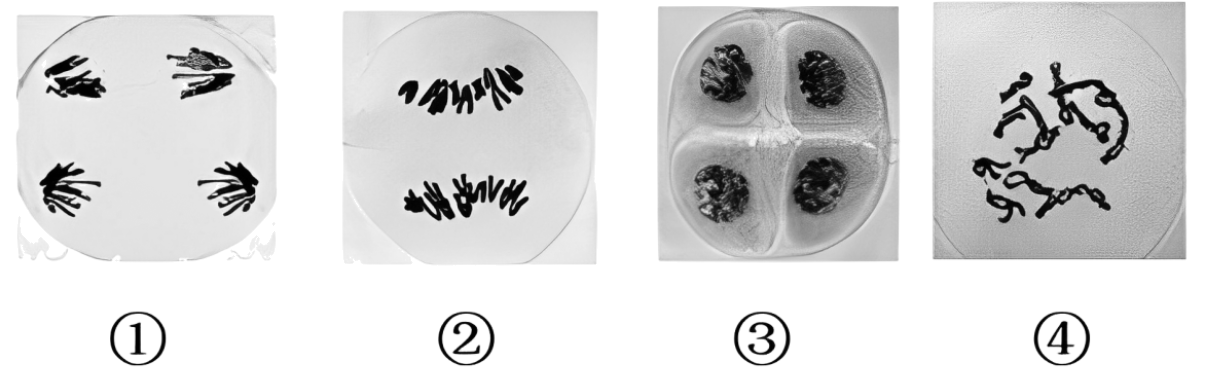 ① ② ③ ④